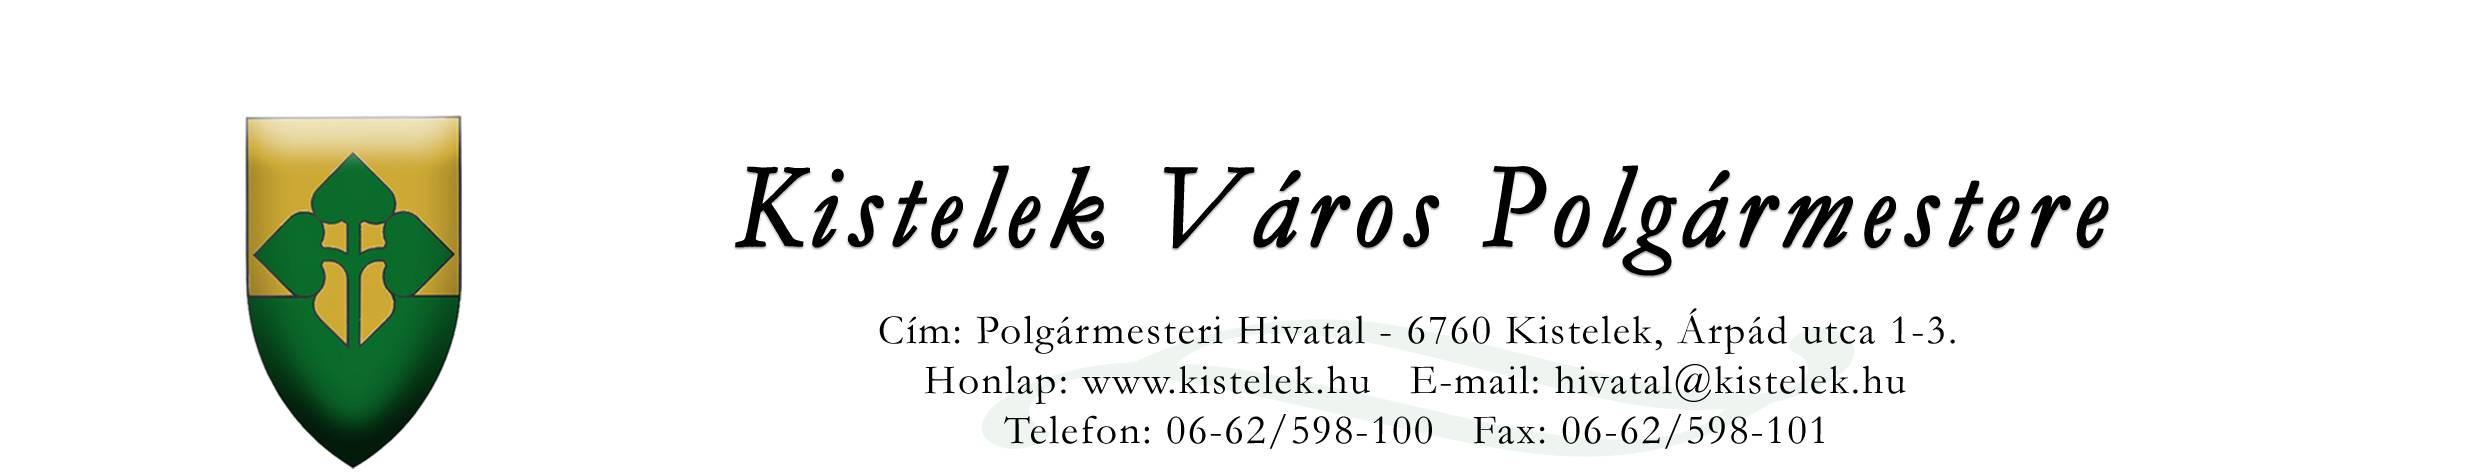 Kistelek Város Polgármestere
Cím: Polgármesteri Hivatal - 6760 Kistelek, Árpád utca 1-3.
Honlap: www.kistelek.hu E-mail: hivatal@kistelek.hu
Telefon: 06-62/598-100 Fax: 06-62/598-101